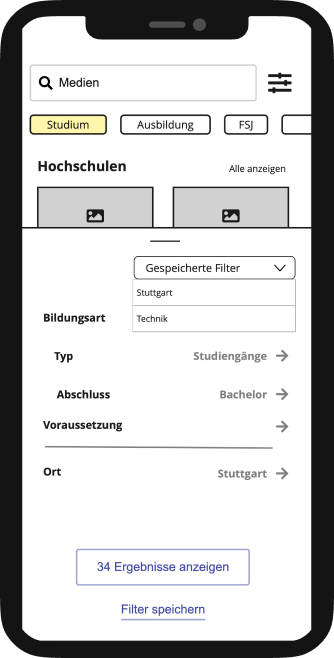 Medien
Studium
Ausbildung
FSJ
Hochschulen
Alle anzeigen
Gespeicherte Filter
Stuttgart
Technik
Bildungsart
Typ
Studiengänge
Abschluss
Bachelor
Voraussetzung
Ort
Stuttgart
34 Ergebnisse anzeigen
Filter speichern